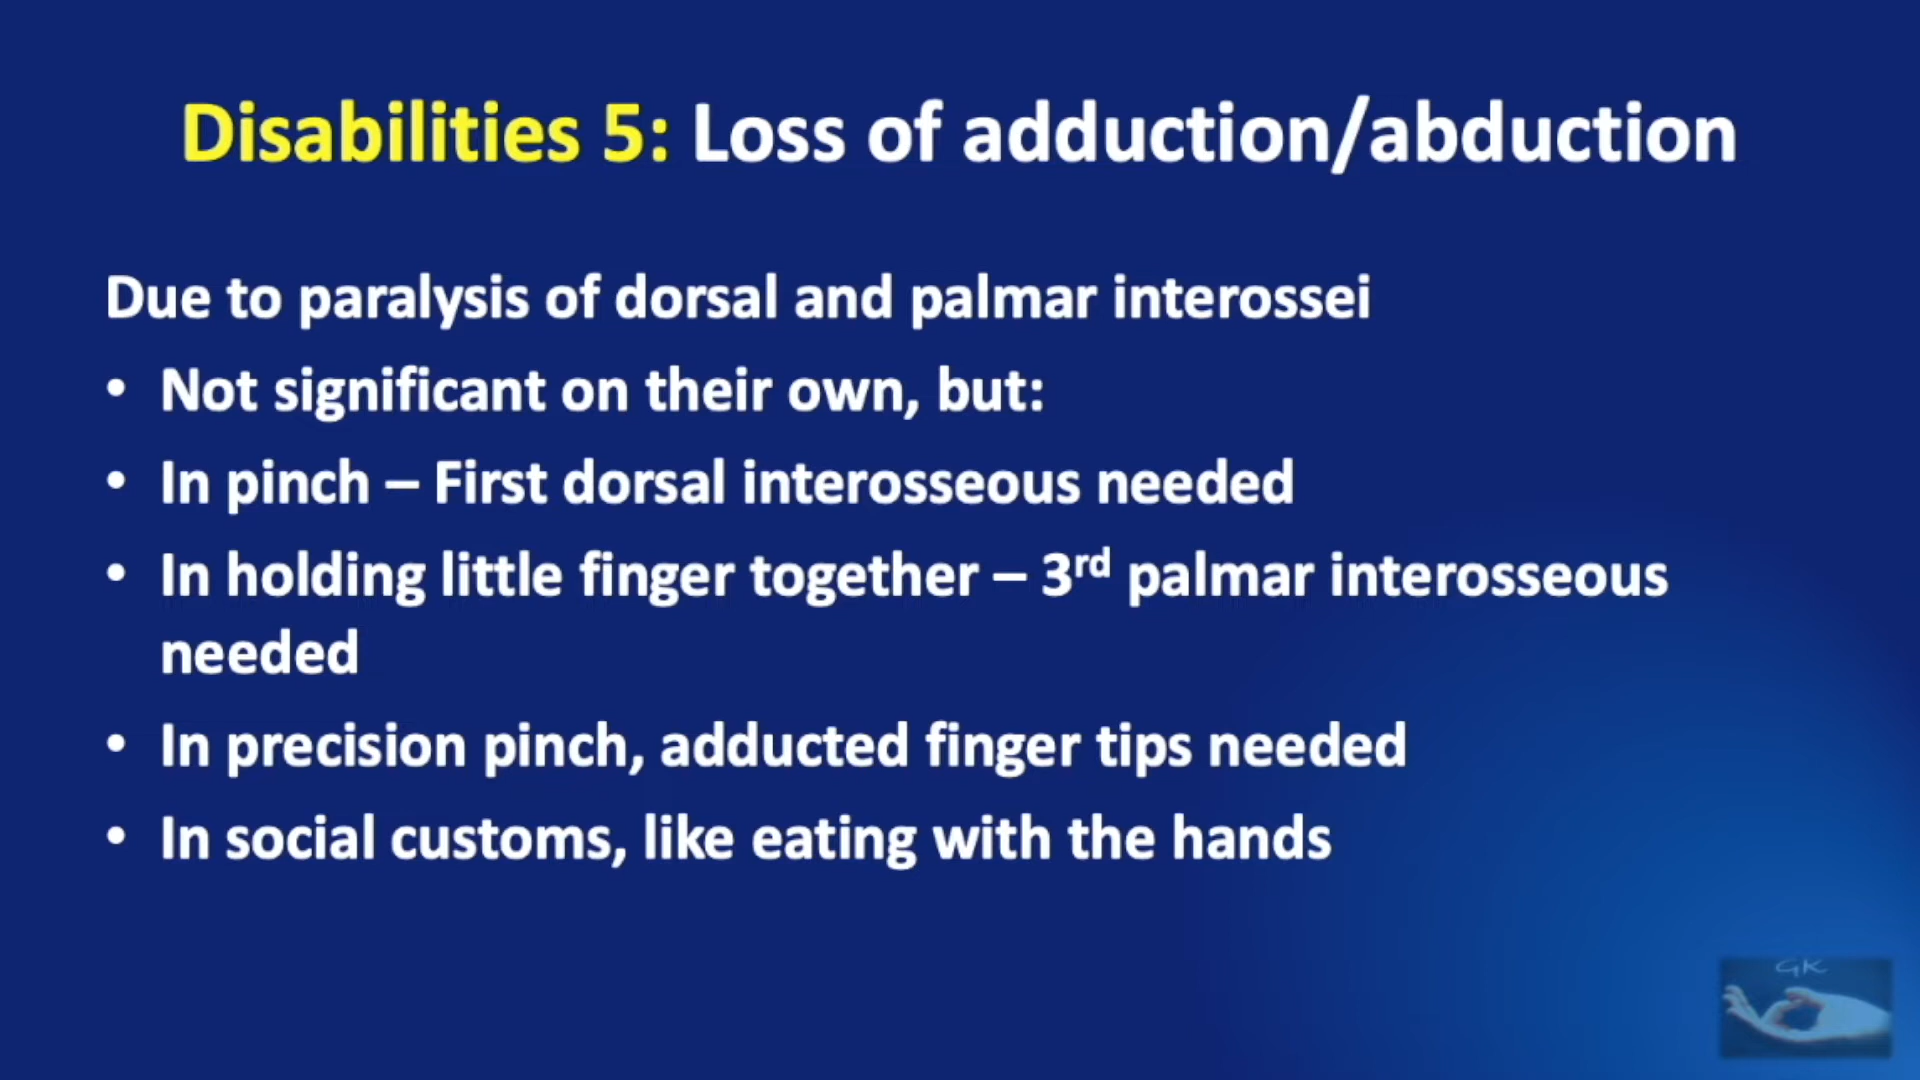 Disabilities 5: Loss of adduction/abduction
Due to paralysis of dorsal and palmar interossei
• Not significant on their own, but:
• In pinch – First dorsal interosseous needed
• In holding little finger together – 3rd palmar interosseous
needed
• In precision pinch, adducted finger tips needed
• In social customs, like eating with the hands
GK